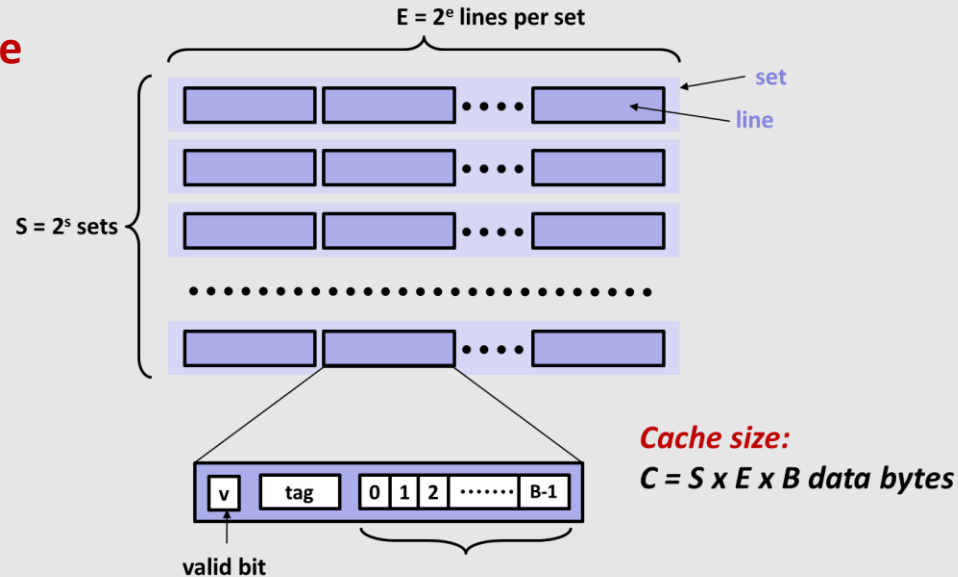 E = 2ᵉ lines per set
e
set
line
S = 2ˢ sets
Cache size:
C = S x E x B data bytes
v tag 0 1 2 ······· B-1
valid bit